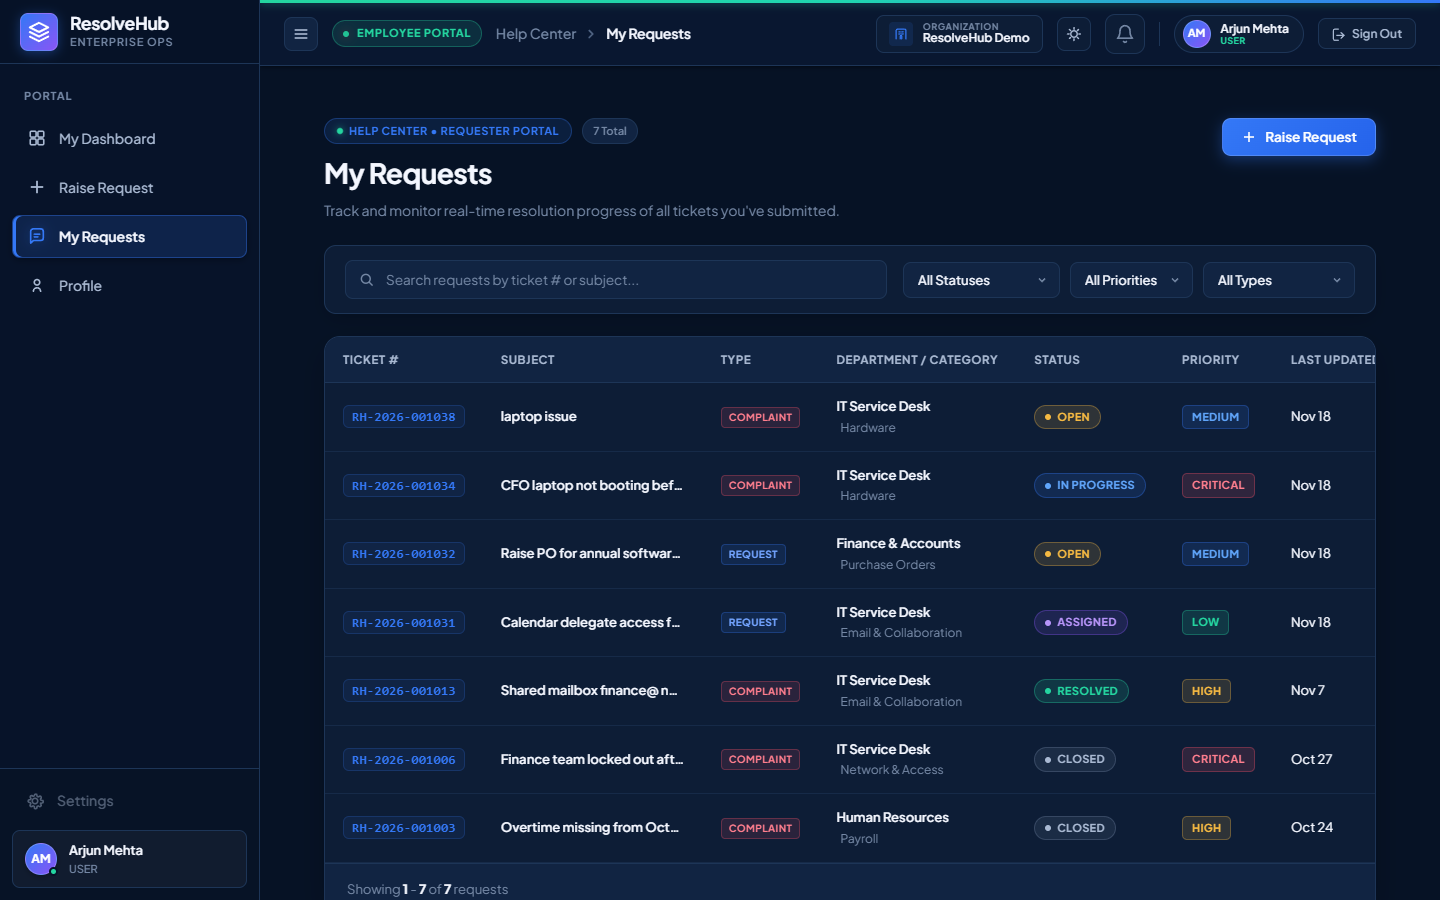 ResolveHub
ENTERPRISE OPS
EMPLOYEE PORTAL
Help Center > My Requests
ORGANIZATION
ResolveHub Demo
AM
Arjun Mehta
USER
Sign Out
PORTAL
My Dashboard
Raise Request
My Requests
Profile
Settings
AM
Arjun Mehta
USER
HELP CENTER • REQUESTER PORTAL
7 Total
+ Raise Request
My Requests
Track and monitor real-time resolution progress of all tickets you've submitted.
Search requests by ticket # or subject...
All Statuses
All Priorities
All Types
TICKET # SUBJECT TYPE DEPARTMENT / CATEGORY STATUS PRIORITY LAST UPDATED
RH-2026-001038 laptop issue COMPLAINT IT Service Desk OPEN MEDIUM Nov 18
Hardware
RH-2026-001034 CFO laptop not booting bef... COMPLAINT IT Service Desk IN PROGRESS CRITICAL Nov 18
Hardware
RH-2026-001032 Raise PO for annual softwar... REQUEST Finance & Accounts OPEN MEDIUM Nov 18
Purchase Orders
RH-2026-001031 Calendar delegate access f... REQUEST IT Service Desk ASSIGNED LOW Nov 18
Email & Collaboration
RH-2026-001013 Shared mailbox finance@ n... COMPLAINT IT Service Desk RESOLVED HIGH Nov 7
Email & Collaboration
RH-2026-001006 Finance team locked out aft... COMPLAINT IT Service Desk CLOSED CRITICAL Oct 27
Network & Access
RH-2026-001003 Overtime missing from Oct... COMPLAINT Human Resources CLOSED HIGH Oct 24
Payroll
Showing 1 - 7 of 7 requests